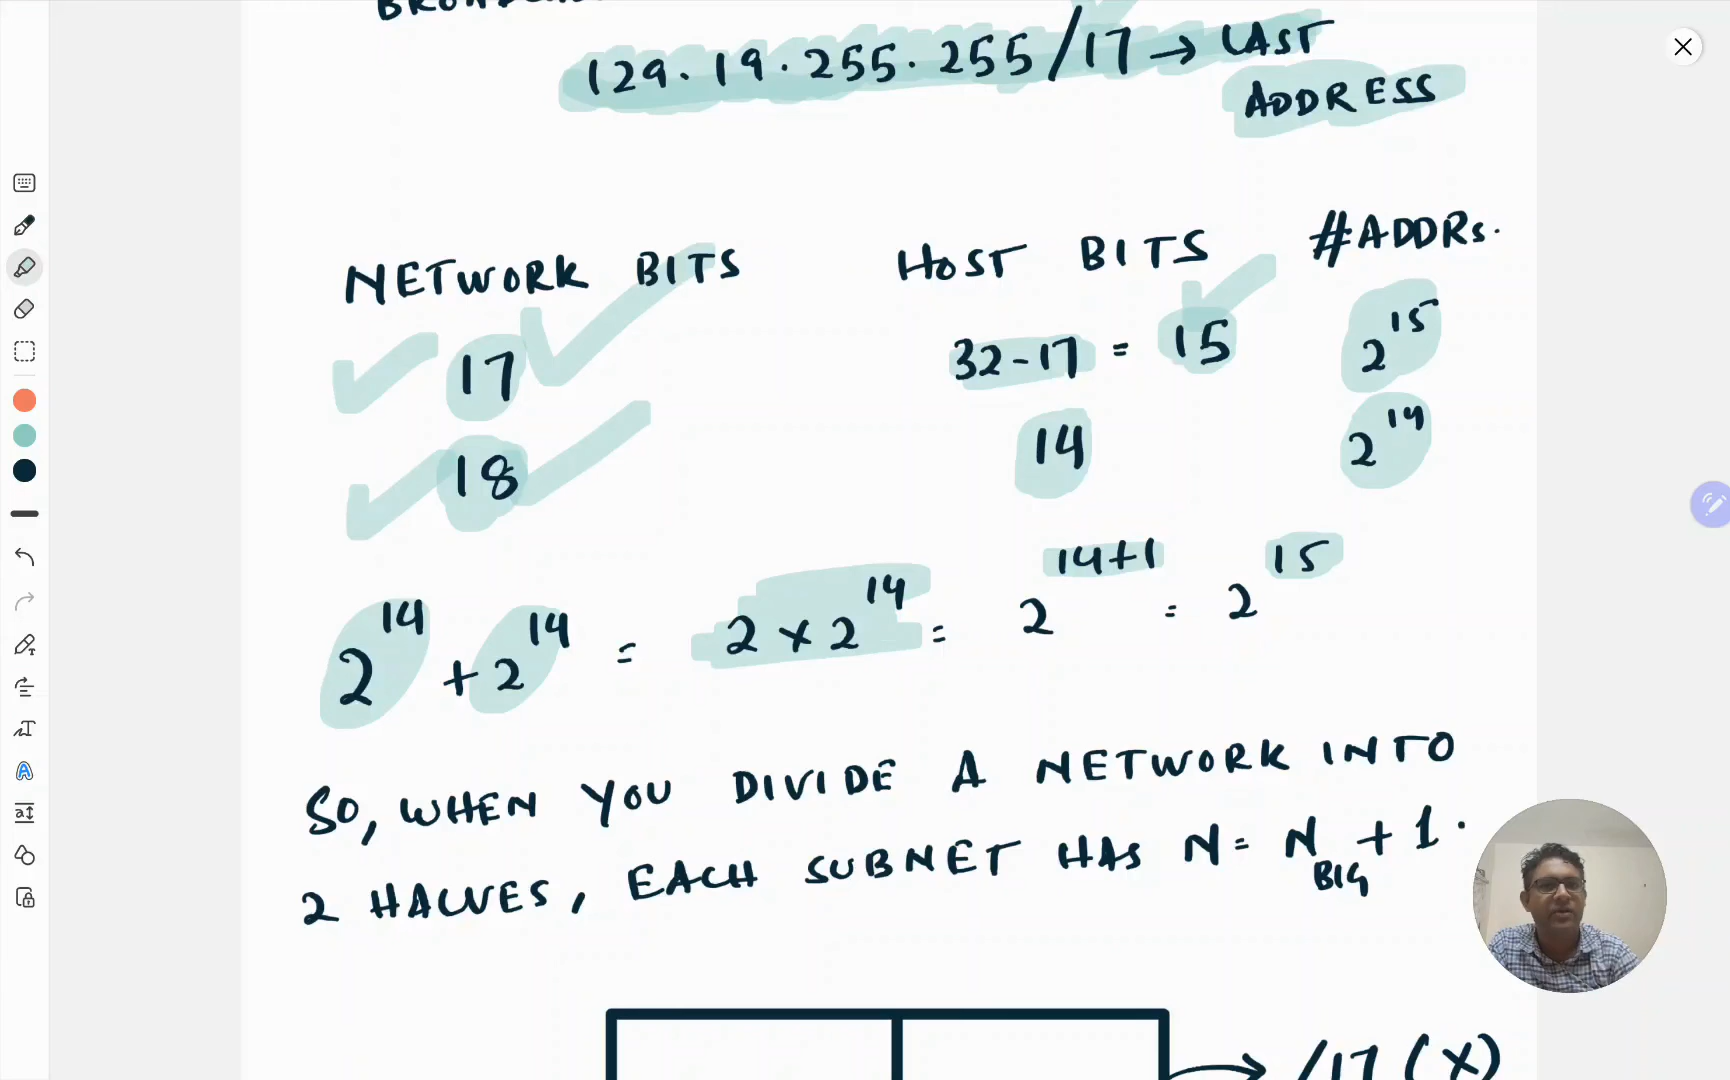 129.19.255.255/17 → LAST
ADDRESS
NETWORK BITS HOST BITS #ADDRs.
17 32-17 = 15 2^15
18 14 2^14
2^14 + 2^14 = 2 x 2^14 = 2^14+1 = 2^15
SO, WHEN YOU DIVIDE A NETWORK INTO
2 HALVES, EACH SUBNET HAS N = N BIG + 1.
/17 (X)